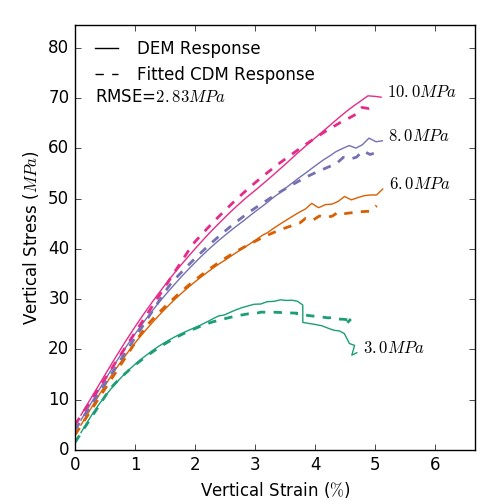 80
70
60
50
40
30
20
10
0
Vertical Stress (MPa)
DEM Response
Fitted CDM Response
RMSE=2.83MPa
10.0MPa
8.0MPa
6.0MPa
3.0MPa
0 1 2 3 4 5 6
Vertical Strain (%)